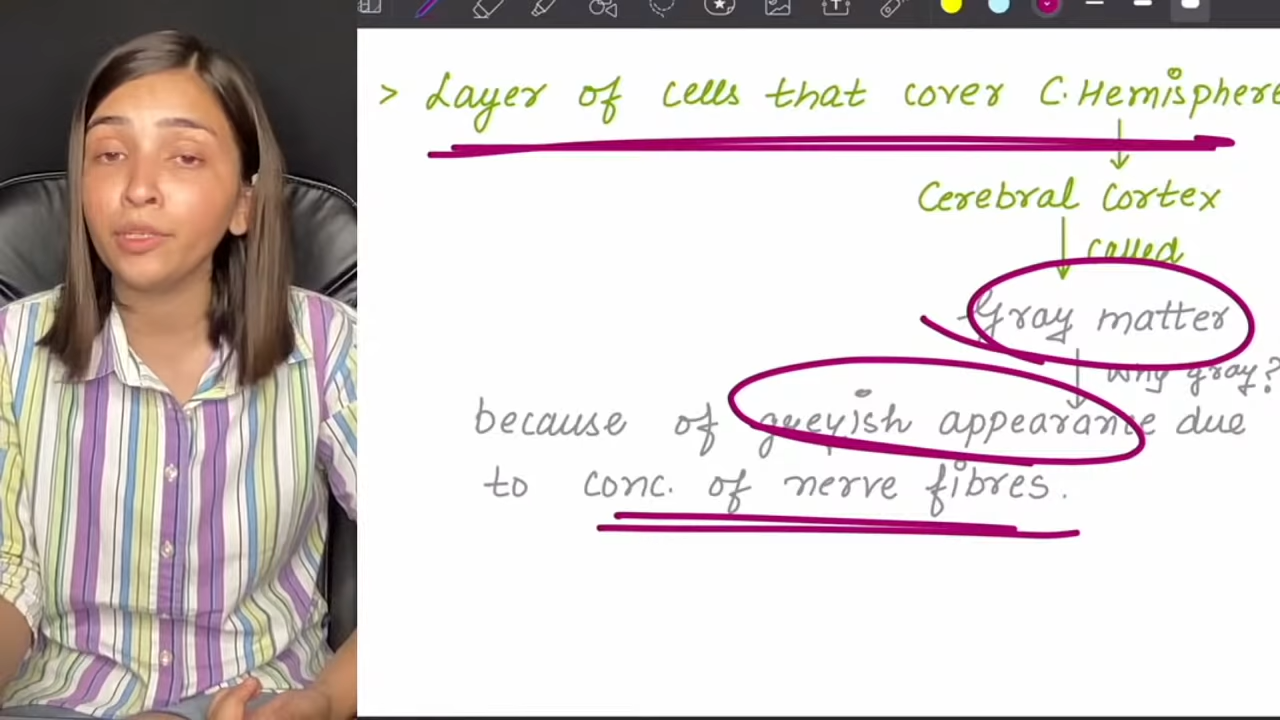 > Layer of cells that cover C.Hemisphere
Cerebral Cortex
called
Gray matter
Why gray?
because of greyish appearance due
to conc. of nerve fibres.